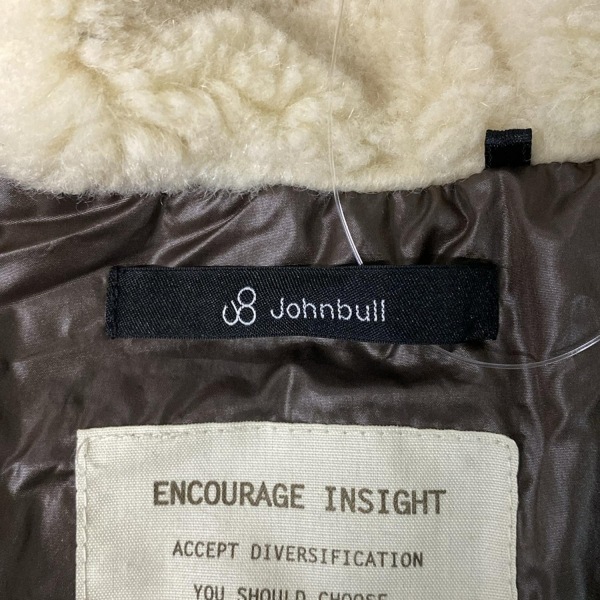 Johnbull
ENCOURAGE INSIGHT
ACCEPT DIVERSIFICATION
YOU SHOULD CHOOSE